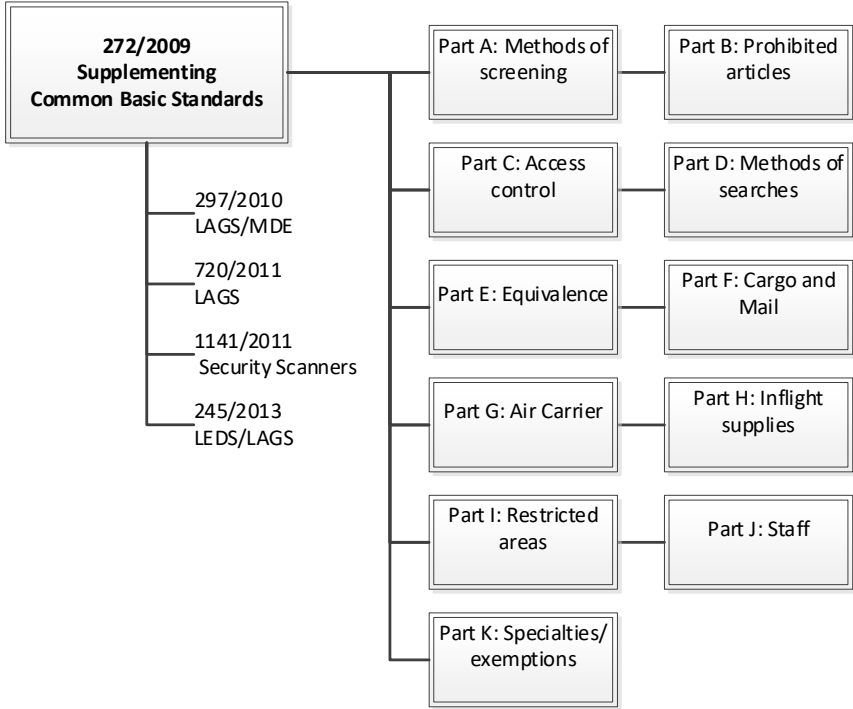 272/2009
Supplementing
Common Basic Standards
297/2010
LAGS/MDE
720/2011
LAGS
1141/2011
Security Scanners
245/2013
LEDS/LAGS
Part A: Methods of
screening
Part B: Prohibited
articles
Part C: Access
control
Part D: Methods of
searches
Part E: Equivalence
Part F: Cargo and
Mail
Part G: Air Carrier
Part H: Inflight
supplies
Part I: Restricted
areas
Part J: Staff
Part K: Specialties/
exemptions